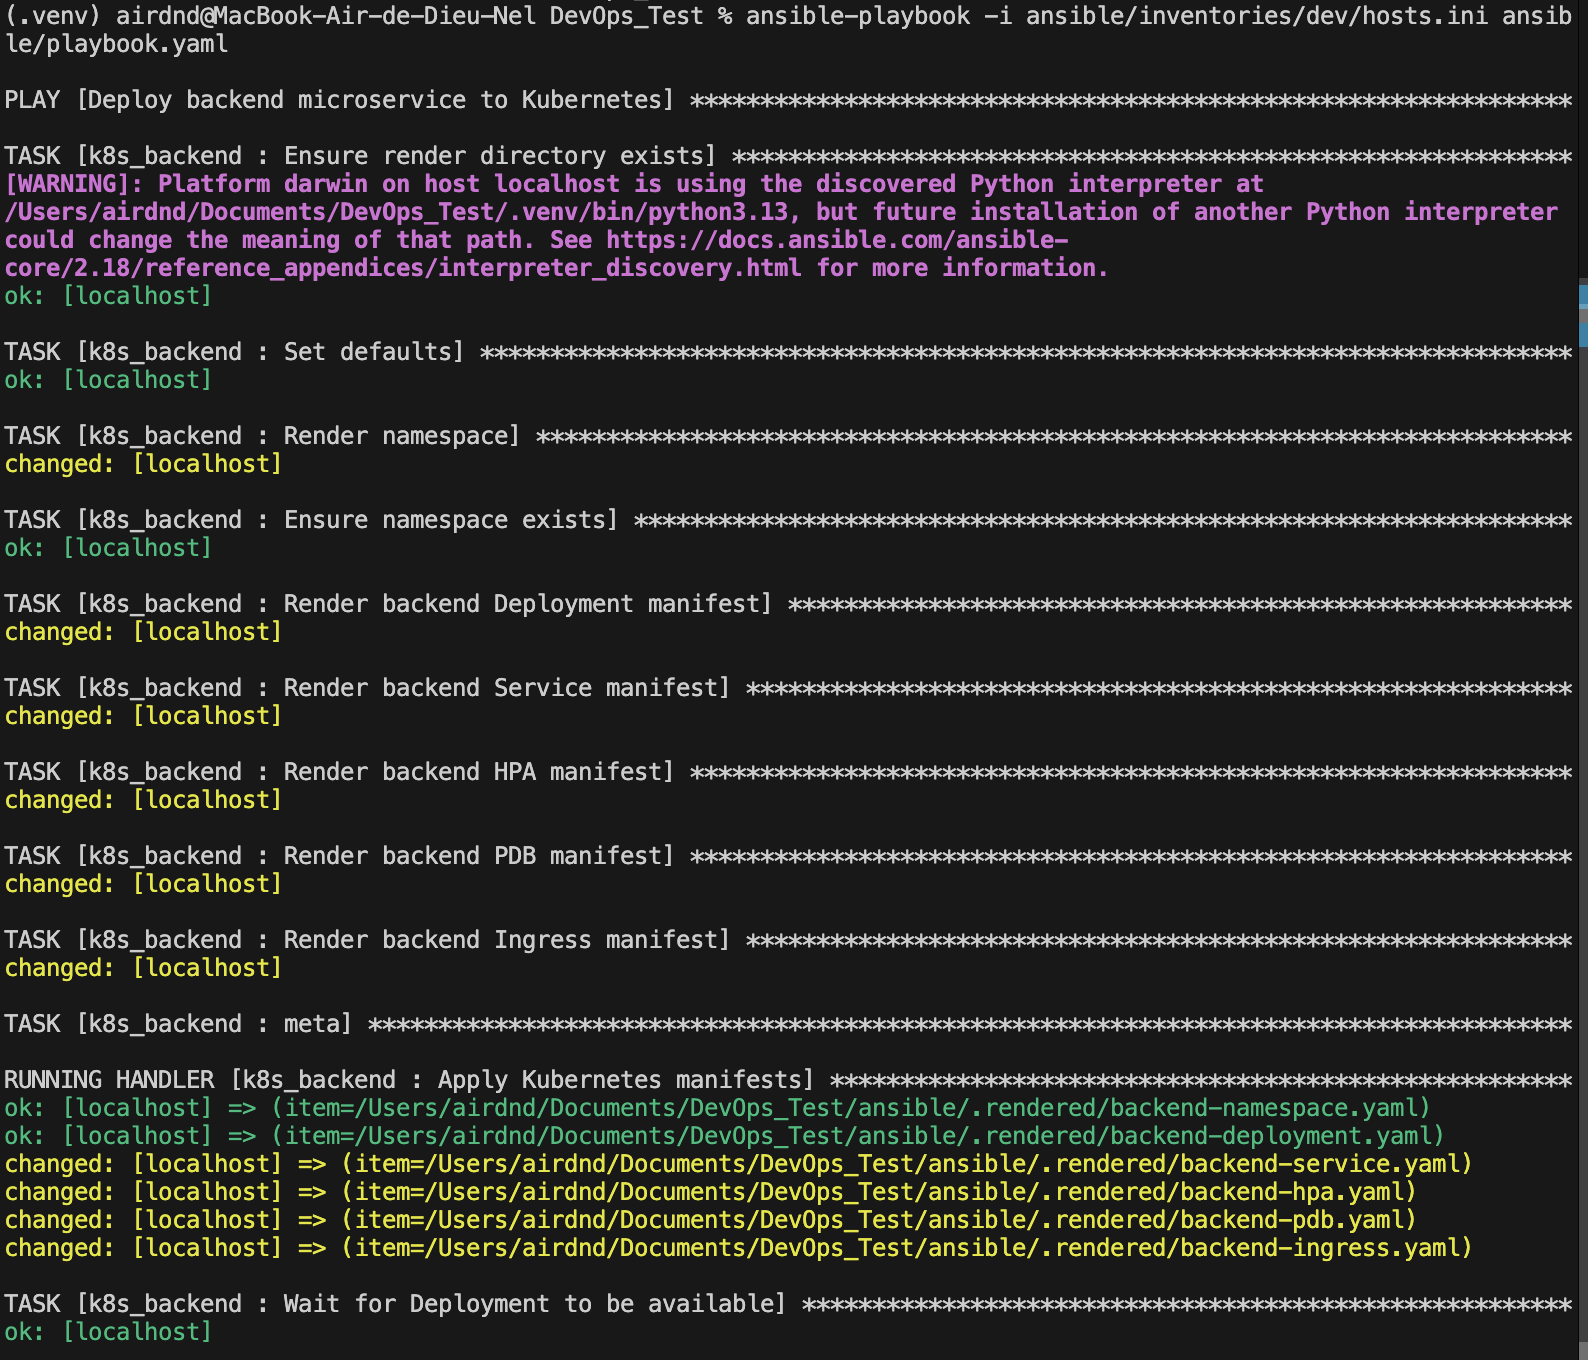 (.venv) airdnd@MacBook-Air-de-Dieu-Nel DevOps_Test % ansible-playbook -i ansible/inventories/dev/hosts.ini ansib
le/playbook.yaml
PLAY [Deploy backend microservice to Kubernetes] ***************************************************************
TASK [k8s_backend : Ensure render directory exists] ************************************************************
[WARNING]: Platform darwin on host localhost is using the discovered Python interpreter at
/Users/airdnd/Documents/DevOps_Test/.venv/bin/python3.13, but future installation of another Python interpreter
could change the meaning of that path. See https://docs.ansible.com/ansible-
core/2.18/reference_appendices/interpreter_discovery.html for more information.
ok: [localhost]
TASK [k8s_backend : Set defaults] ******************************************************************************
ok: [localhost]
TASK [k8s_backend : Render namespace] **************************************************************************
changed: [localhost]
TASK [k8s_backend : Ensure namespace exists] *******************************************************************
ok: [localhost]
TASK [k8s_backend : Render backend Deployment manifest] ********************************************************
changed: [localhost]
TASK [k8s_backend : Render backend Service manifest] ***********************************************************
changed: [localhost]
TASK [k8s_backend : Render backend HPA manifest] ***************************************************************
changed: [localhost]
TASK [k8s_backend : Render backend PDB manifest] ***************************************************************
changed: [localhost]
TASK [k8s_backend : Render backend Ingress manifest] ***********************************************************
changed: [localhost]
TASK [k8s_backend : meta] **************************************************************************************
RUNNING HANDLER [k8s_backend : Apply Kubernetes manifests] *****************************************************
ok: [localhost] => (item=/Users/airdnd/Documents/DevOps_Test/ansible/.rendered/backend-namespace.yaml)
ok: [localhost] => (item=/Users/airdnd/Documents/DevOps_Test/ansible/.rendered/backend-deployment.yaml)
changed: [localhost] => (item=/Users/airdnd/Documents/DevOps_Test/ansible/.rendered/backend-service.yaml)
changed: [localhost] => (item=/Users/airdnd/Documents/DevOps_Test/ansible/.rendered/backend-hpa.yaml)
changed: [localhost] => (item=/Users/airdnd/Documents/DevOps_Test/ansible/.rendered/backend-pdb.yaml)
changed: [localhost] => (item=/Users/airdnd/Documents/DevOps_Test/ansible/.rendered/backend-ingress.yaml)
TASK [k8s_backend : Wait for Deployment to be available] *******************************************************
ok: [localhost]